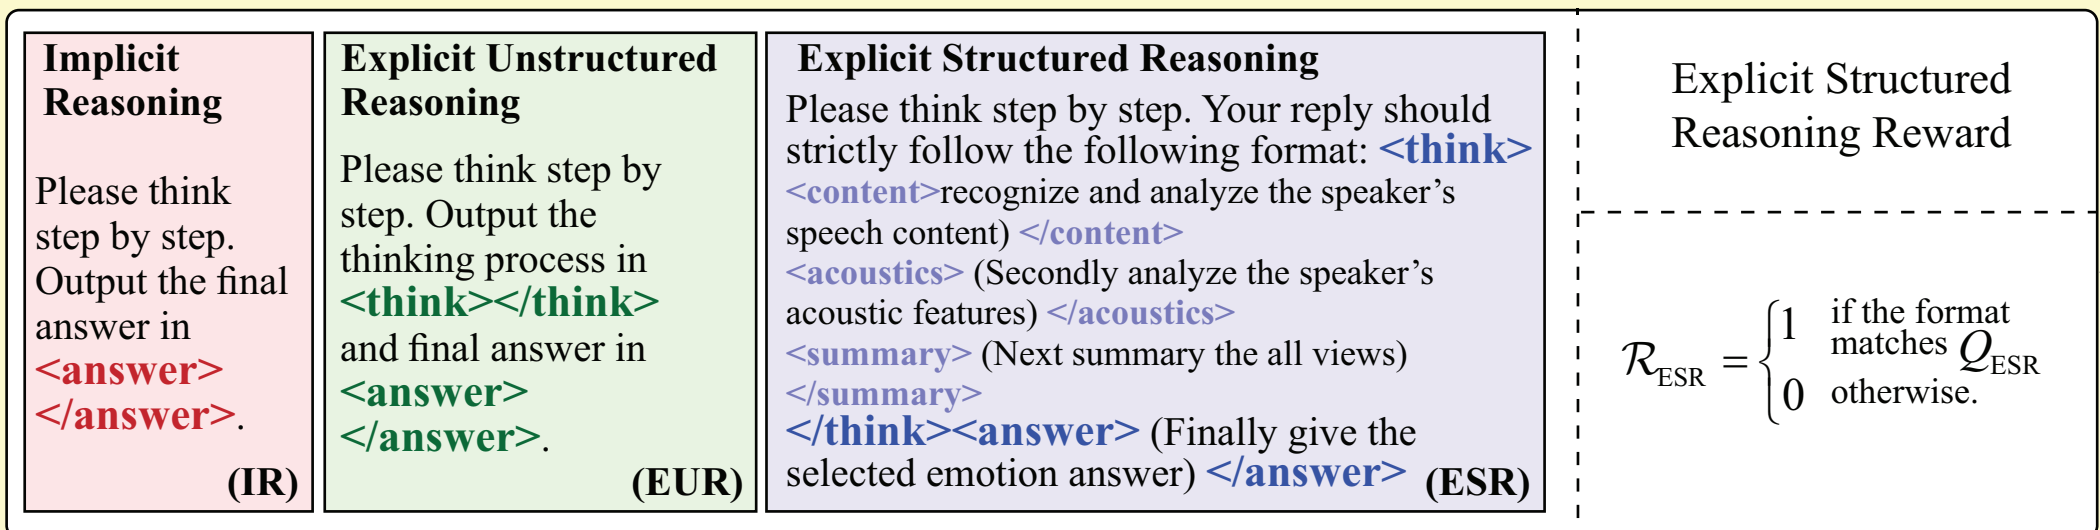 Implicit
Reasoning
Please think
step by step.
Output the final
answer in
<answer>
</answer>.
(IR)
Explicit Unstructured
Reasoning
Please think step by
step. Output the
thinking process in
<think></think>
and final answer in
<answer>
</answer>.
(EUR)
Explicit Structured Reasoning
Please think step by step. Your reply should
strictly follow the following format: <think>
<content>recognize and analyze the speaker’s
speech content) </content>
<acoustics> (Secondly analyze the speaker’s
acoustic features) </acoustics>
<summary> (Next summary the all views)
</summary>
</think><answer> (Finally give the
selected emotion answer) </answer> (ESR)
Explicit Structured
Reasoning Reward
R_ESR = { 1 if the format
matches Q_ESR
0 otherwise.